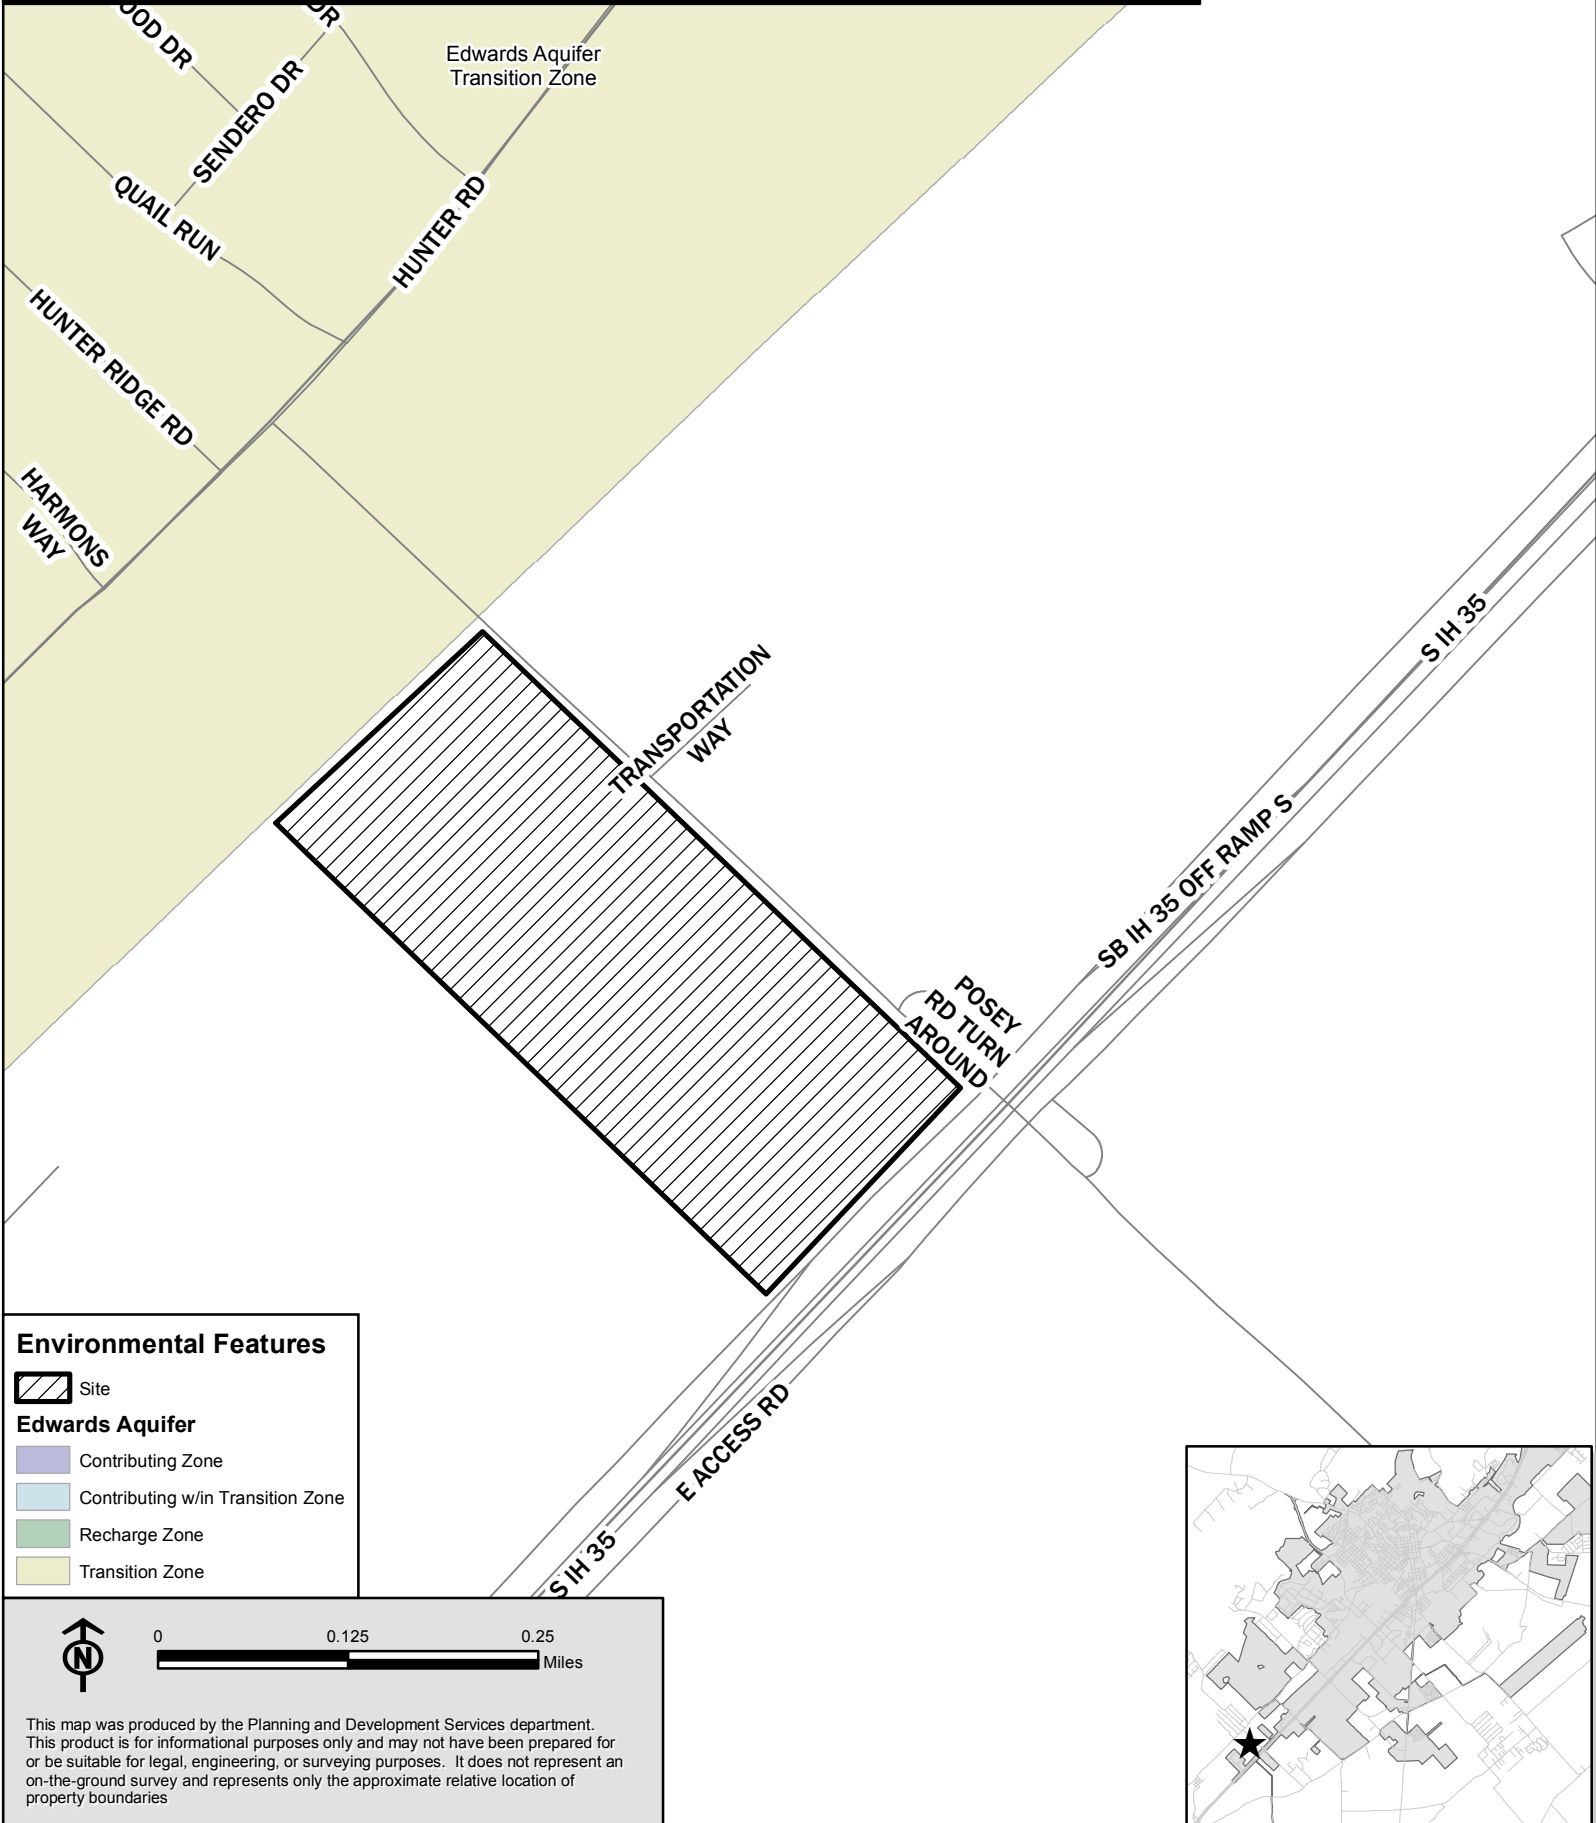 OOD DR
DR
Edwards Aquifer
Transition Zone
SENDERO DR
QUAIL RUN
HUNTER RD
HUNTER RIDGE RD
HARMONS
WAY
TRANSPORTATION
WAY
S IH 35
SB IH 35 OFF RAMP S
POSEY
RD TURN
AROUND
E ACCESS RD
S IH 35
Environmental Features
Site
Edwards Aquifer
Contributing Zone
Contributing w/in Transition Zone
Recharge Zone
Transition Zone
N
0 0.125 0.25
Miles
This map was produced by the Planning and Development Services department.
This product is for informational purposes only and may not have been prepared for
or be suitable for legal, engineering, or surveying purposes. It does not represent an
on-the-ground survey and represents only the approximate relative location of
property boundaries